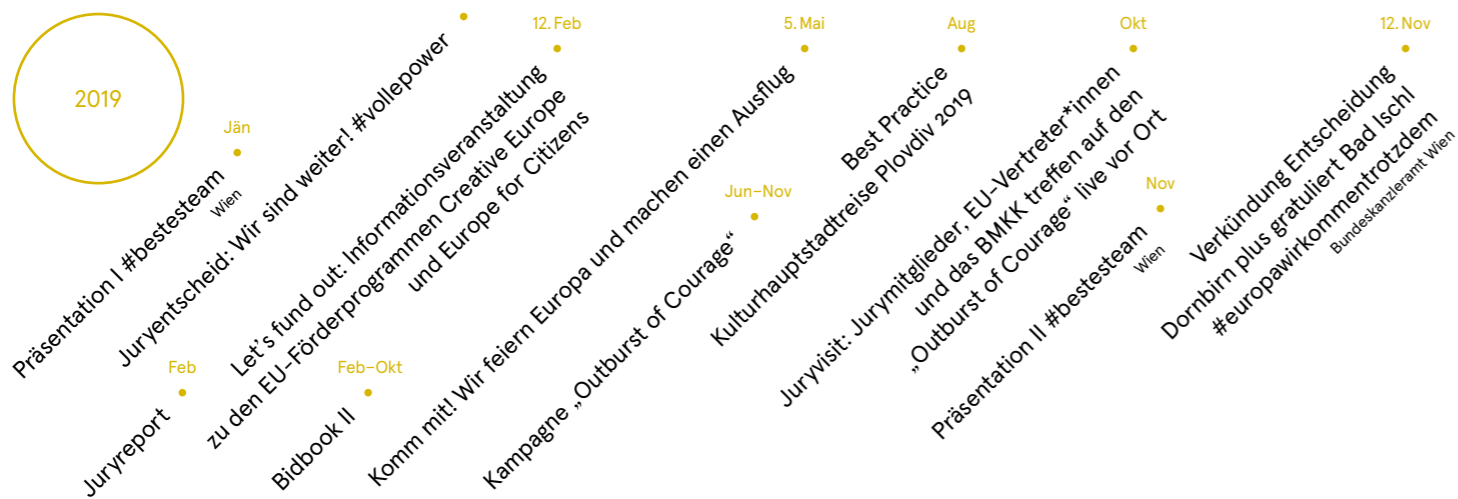 2019
Jän
Präsentation I #bestesteam
Wien
Juryentscheid: Wir sind weiter! #vollepower
Feb
Juryreport
12. Feb
Let’s fund out: Informationsveranstaltung
zu den EU-Förderprogrammen Creative Europe
und Europe for Citizens
Feb–Okt
Bidbook II
5. Mai
Komm mit! Wir feiern Europa und machen einen Ausflug
Jun–Nov
Kampagne „Outburst of Courage“
Aug
Best Practice
Kulturhauptstadtreise Plovdiv 2019
Okt
Juryvisit: Jurymitglieder, EU-Vertreter*innen
und das BMKK treffen auf den
„Outburst of Courage“ live vor Ort
Nov
Präsentation II #bestesteam
Wien
12. Nov
Verkündung Entscheidung
Dornbirn plus gratuliert Bad Ischl
#europawirkommentrotzdem
Bundeskanzleramt Wien